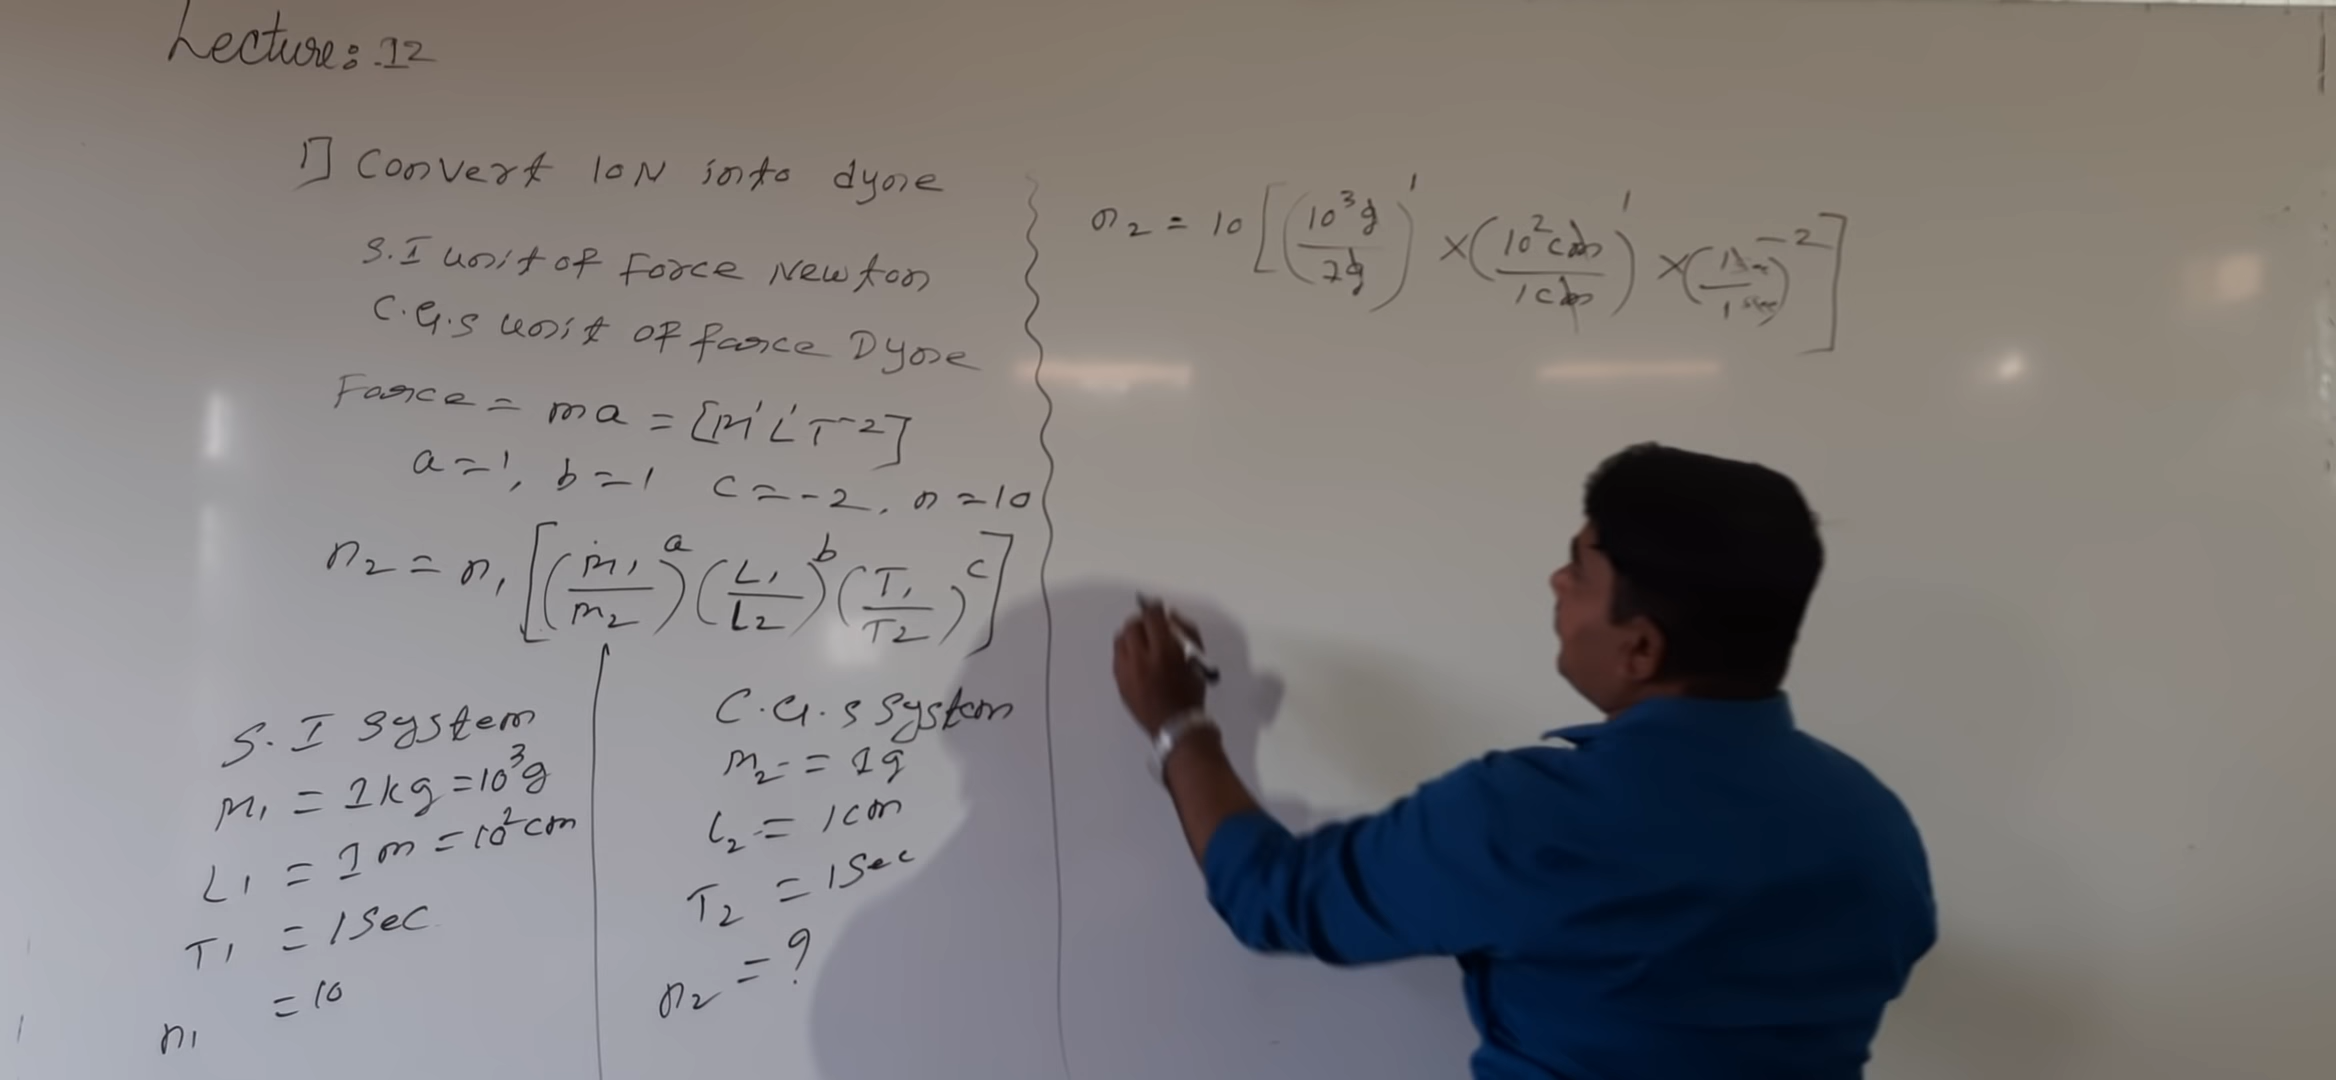 Lecture: 12
1] Convert 10N into dyne
S.I unit of Force Newton
C.G.S unit of force Dyne
Force = ma = [M¹L¹T⁻²]
a=1, b=1 c=-2, n=10
n₂ = n₁ [(M₁/M₂)ᵃ (L₁/L₂)ᵇ (T₁/T₂)ᶜ]
S.I System
M₁ = 1kg = 10³g
L₁ = 1m = 10²cm
T₁ = 1Sec
n₁ = 10
C.G.S System
M₂ = 1g
L₂ = 1cm
T₂ = 1Sec
n₂ = ?
n₂ = 10 [(10³g/1g)¹ × (10²cm/1cm)¹ × (1sec/1sec)⁻²]